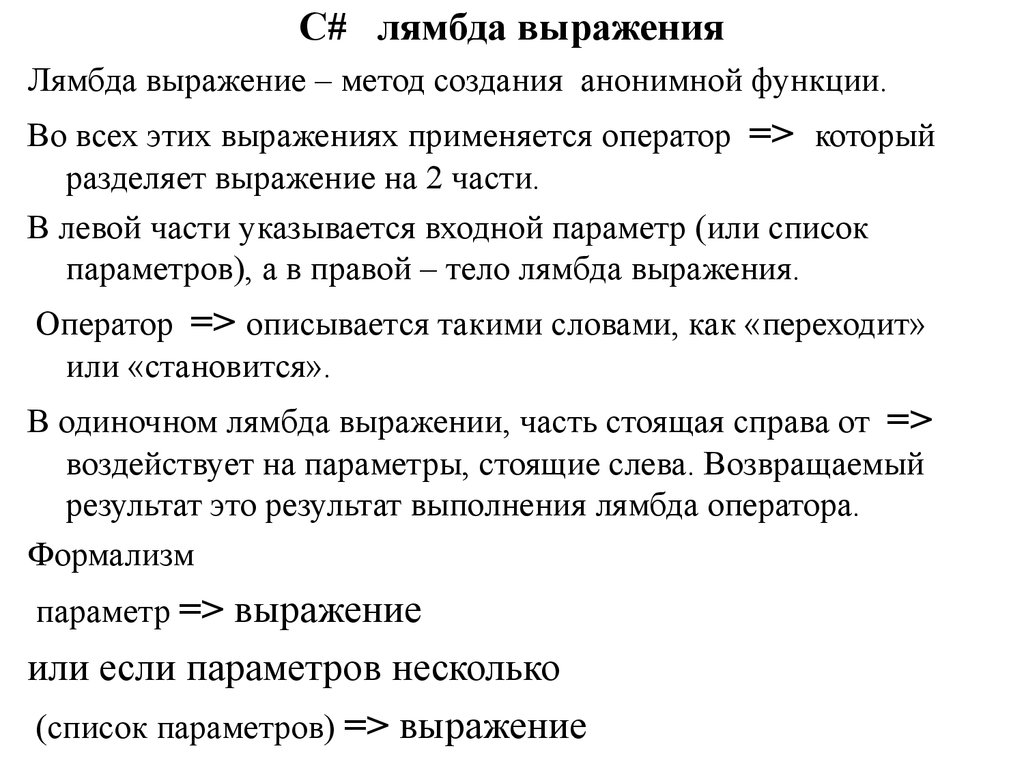 C# лямбда выражения
Лямбда выражение – метод создания анонимной функции.
Во всех этих выражениях применяется оператор => который
разделяет выражение на 2 части.
В левой части указывается входной параметр (или список
параметров), а в правой – тело лямбда выражения.
Оператор => описывается такими словами, как «переходит»
или «становится».
В одиночном лямбда выражении, часть стоящая справа от =>
воздействует на параметры, стоящие слева. Возвращаемый
результат это результат выполнения лямбда оператора.
Формализм
параметр => выражение
или если параметров несколько
(список параметров) => выражение